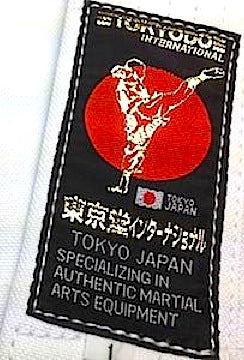 TOKYODO
INTERNATIONAL
TOKYO
JAPAN
東京堂インターナショナル
TOKYO JAPAN
SPECIALIZING IN
AUTHENTIC MARTIAL
ARTS EQUIPMENT